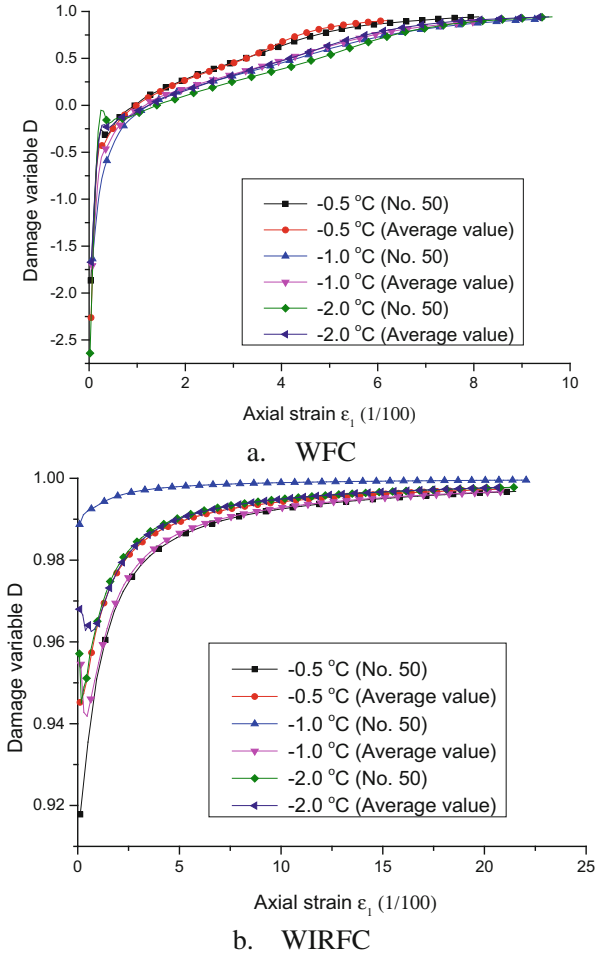 1.0
0.5
0.0
-0.5
-1.0
-1.5
-2.0
-2.5
Damage variable D
-0.5 °C (No. 50)
-0.5 °C (Average value)
-1.0 °C (No. 50)
-1.0 °C (Average value)
-2.0 °C (No. 50)
-2.0 °C (Average value)
0 2 4 6 8 10
Axial strain ε₁ (1/100)
a. WFC
1.00
0.98
0.96
0.94
0.92
Damage variable D
-0.5 °C (No. 50)
-0.5 °C (Average value)
-1.0 °C (No. 50)
-1.0 °C (Average value)
-2.0 °C (No. 50)
-2.0 °C (Average value)
0 5 10 15 20 25
Axial strain ε₁ (1/100)
b. WIRFC